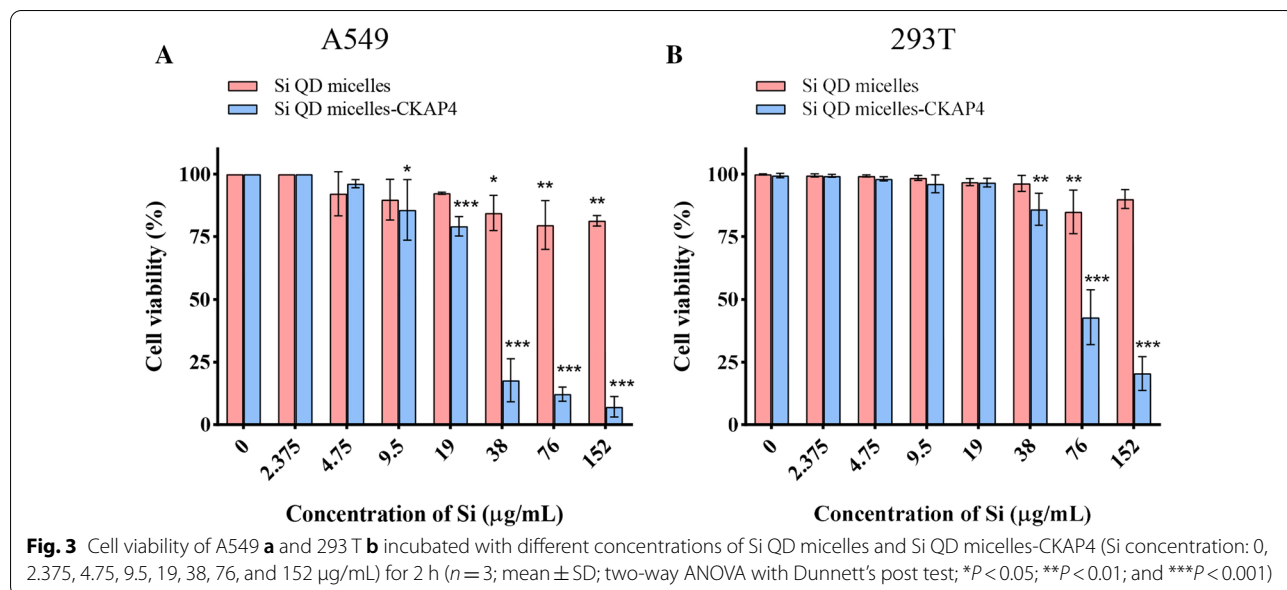 A549
A
Si QD micelles
Si QD micelles-CKAP4
Cell viability (%)
100
75
50
25
0
*
***
*
**
**
***
***
***
0
2.375
4.75
9.5
19
38
76
152
Concentration of Si (μg/mL)
293T
B
Si QD micelles
Si QD micelles-CKAP4
Cell viability (%)
100
75
50
25
0
**
**
***
***
0
2.375
4.75
9.5
19
38
76
152
Concentration of Si (μg/mL)
Fig. 3 Cell viability of A549 a and 293 T b incubated with different concentrations of Si QD micelles and Si QD micelles-CKAP4 (Si concentration: 0,
2.375, 4.75, 9.5, 19, 38, 76, and 152 μg/mL) for 2 h (n = 3; mean ± SD; two-way ANOVA with Dunnett's post test; *P < 0.05; **P < 0.01; and ***P < 0.001)